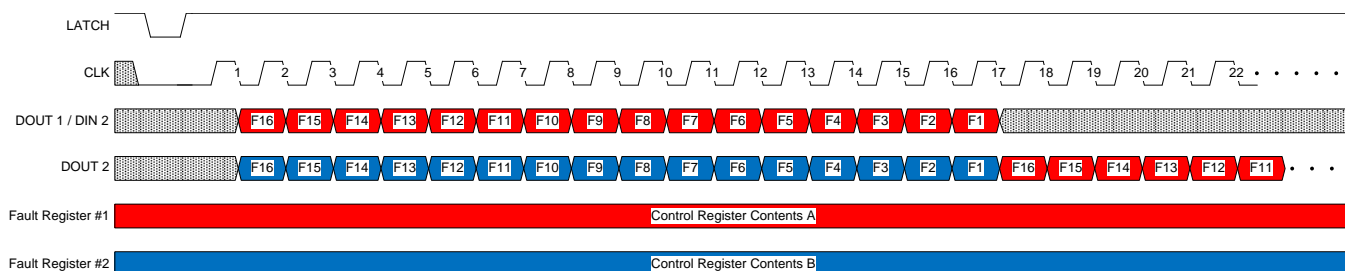 LATCH
CLK 1 2 3 4 5 6 7 8 9 10 11 12 13 14 15 16 17 18 19 20 21 22
DOUT 1 / DIN 2 F16 F15 F14 F13 F12 F11 F10 F9 F8 F7 F6 F5 F4 F3 F2 F1
DOUT 2 F16 F15 F14 F13 F12 F11 F10 F9 F8 F7 F6 F5 F4 F3 F2 F1 F16 F15 F14 F13 F12 F11
Fault Register #1 Control Register Contents A
Fault Register #2 Control Register Contents B